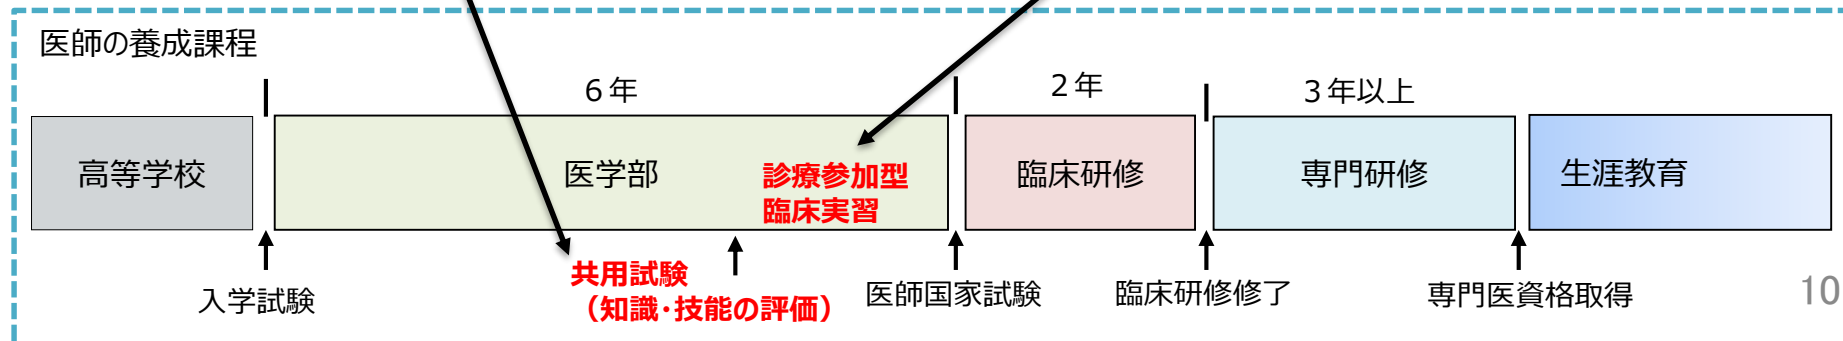 医師の養成課程
6年
2年
3年以上
高等学校
医学部
診療参加型
臨床実習
臨床研修
専門研修
生涯教育
入学試験
共用試験
（知識・技能の評価）
医師国家試験
臨床研修修了
専門医資格取得
10